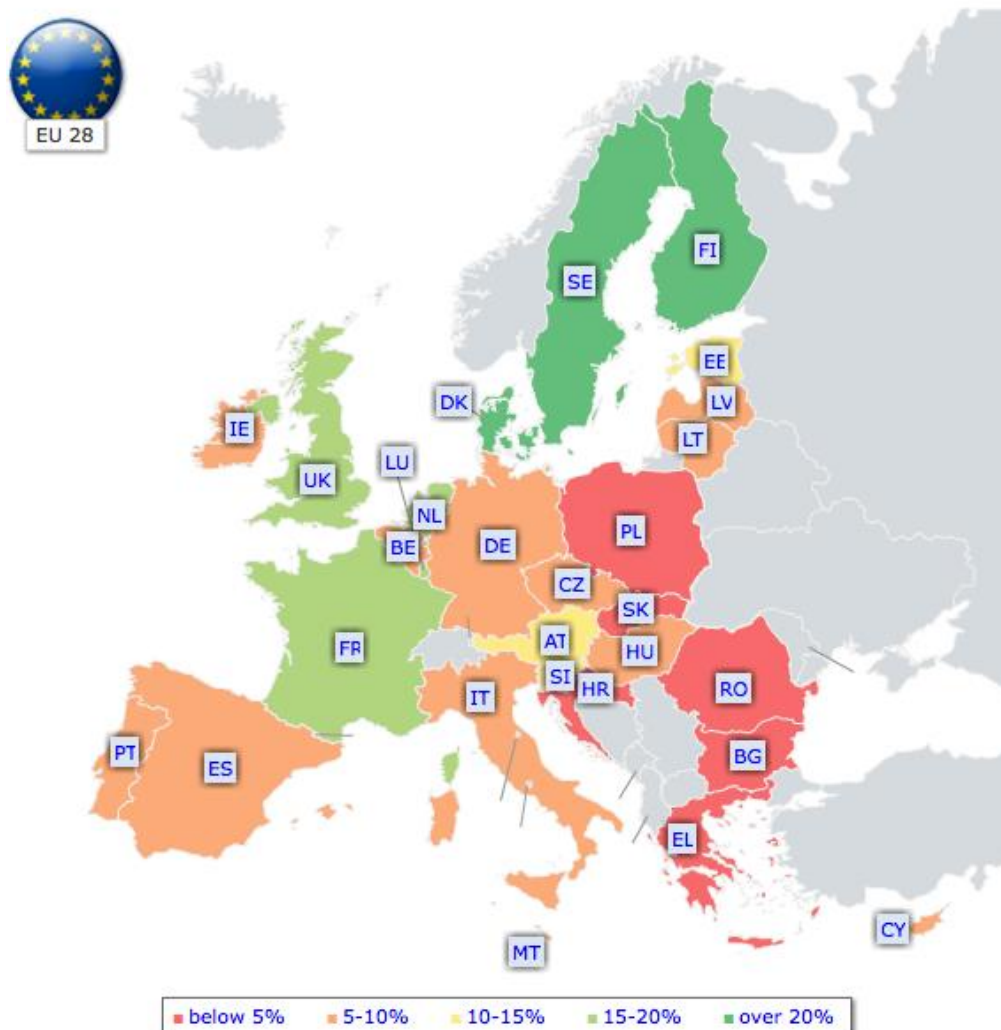 EU 28
FI
SE
EE
DK
LV
IE
LT
LU
UK
NL
PL
BE
DE
CZ
SK
AT
FR
HU
SI
HR
IT
RO
PT
ES
BG
EL
CY
MT
below 5% 5-10% 10-15% 15-20% over 20%